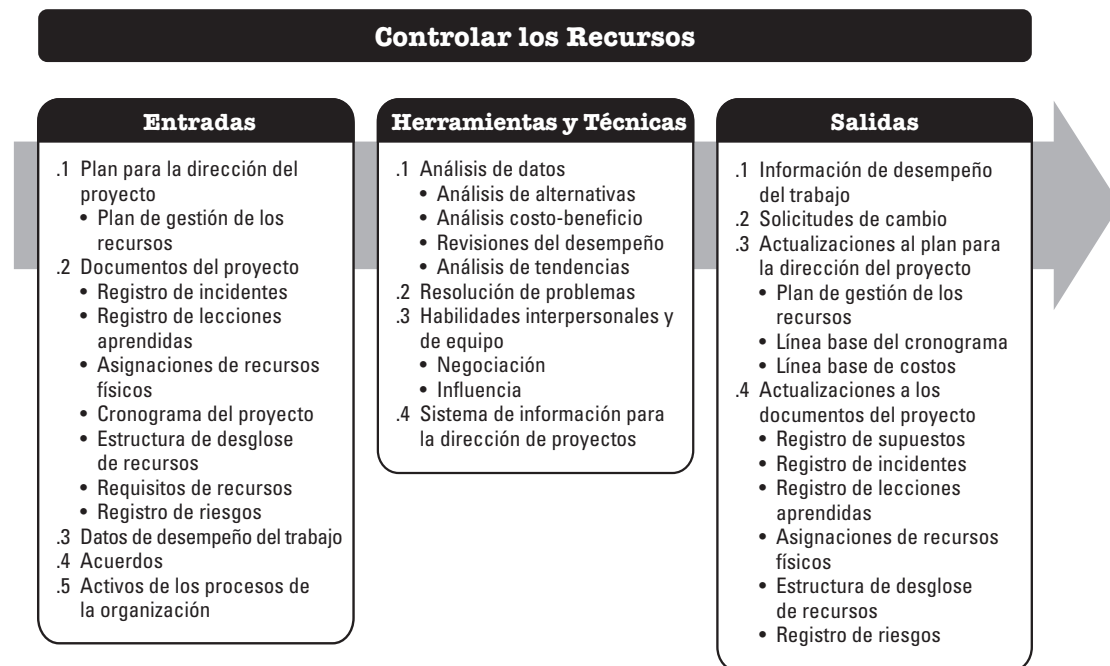 Controlar los Recursos
Entradas
.1 Plan para la dirección del
proyecto
• Plan de gestión de los
recursos
.2 Documentos del proyecto
• Registro de incidentes
• Registro de lecciones
aprendidas
• Asignaciones de recursos
físicos
• Cronograma del proyecto
• Estructura de desglose
de recursos
• Requisitos de recursos
• Registro de riesgos
.3 Datos de desempeño del trabajo
.4 Acuerdos
.5 Activos de los procesos de
la organización
Herramientas y Técnicas
.1 Análisis de datos
• Análisis de alternativas
• Análisis costo-beneficio
• Revisiones del desempeño
• Análisis de tendencias
.2 Resolución de problemas
.3 Habilidades interpersonales y
de equipo
• Negociación
• Influencia
.4 Sistema de información para
la dirección de proyectos
Salidas
.1 Información de desempeño
del trabajo
.2 Solicitudes de cambio
.3 Actualizaciones al plan para
la dirección del proyecto
• Plan de gestión de los
recursos
• Línea base del cronograma
• Línea base de costos
.4 Actualizaciones a los
documentos del proyecto
• Registro de supuestos
• Registro de incidentes
• Registro de lecciones
aprendidas
• Asignaciones de recursos
físicos
• Estructura de desglose
de recursos
• Registro de riesgos